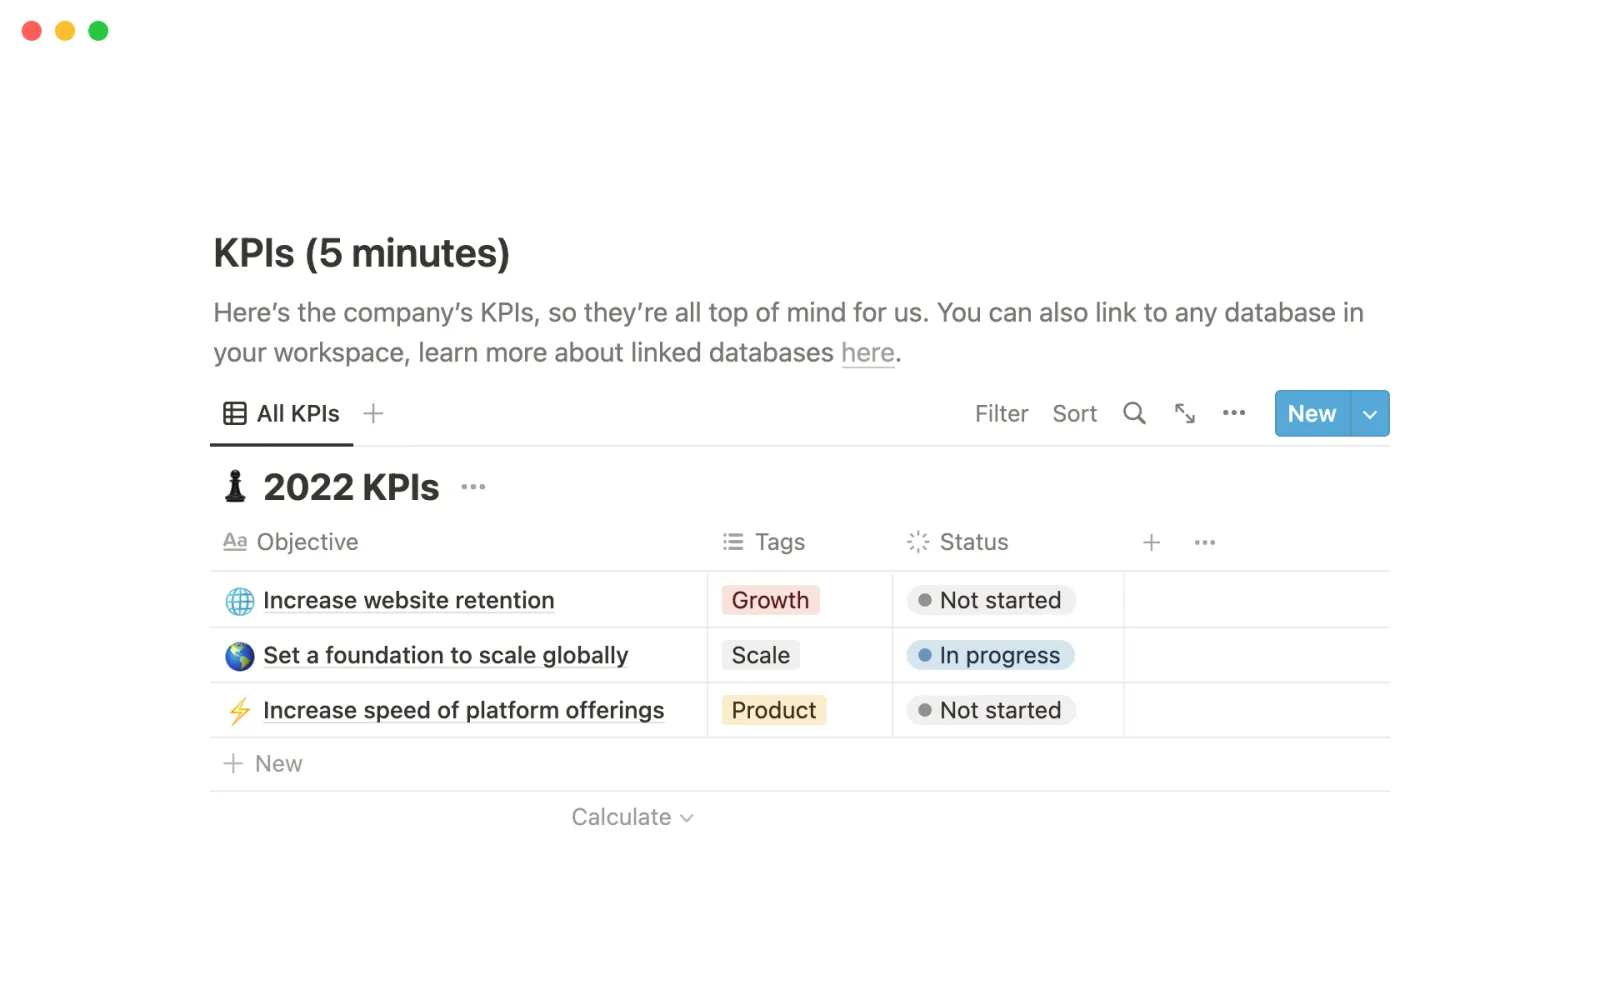 KPIs (5 minutes)
Here’s the company’s KPIs, so they’re all top of mind for us. You can also link to any database in
your workspace, learn more about linked databases here.
All KPIs
Filter Sort New
2022 KPIs
Aa Objective Tags Status
Increase website retention Growth Not started
Set a foundation to scale globally Scale In progress
Increase speed of platform offerings Product Not started
New
Calculate